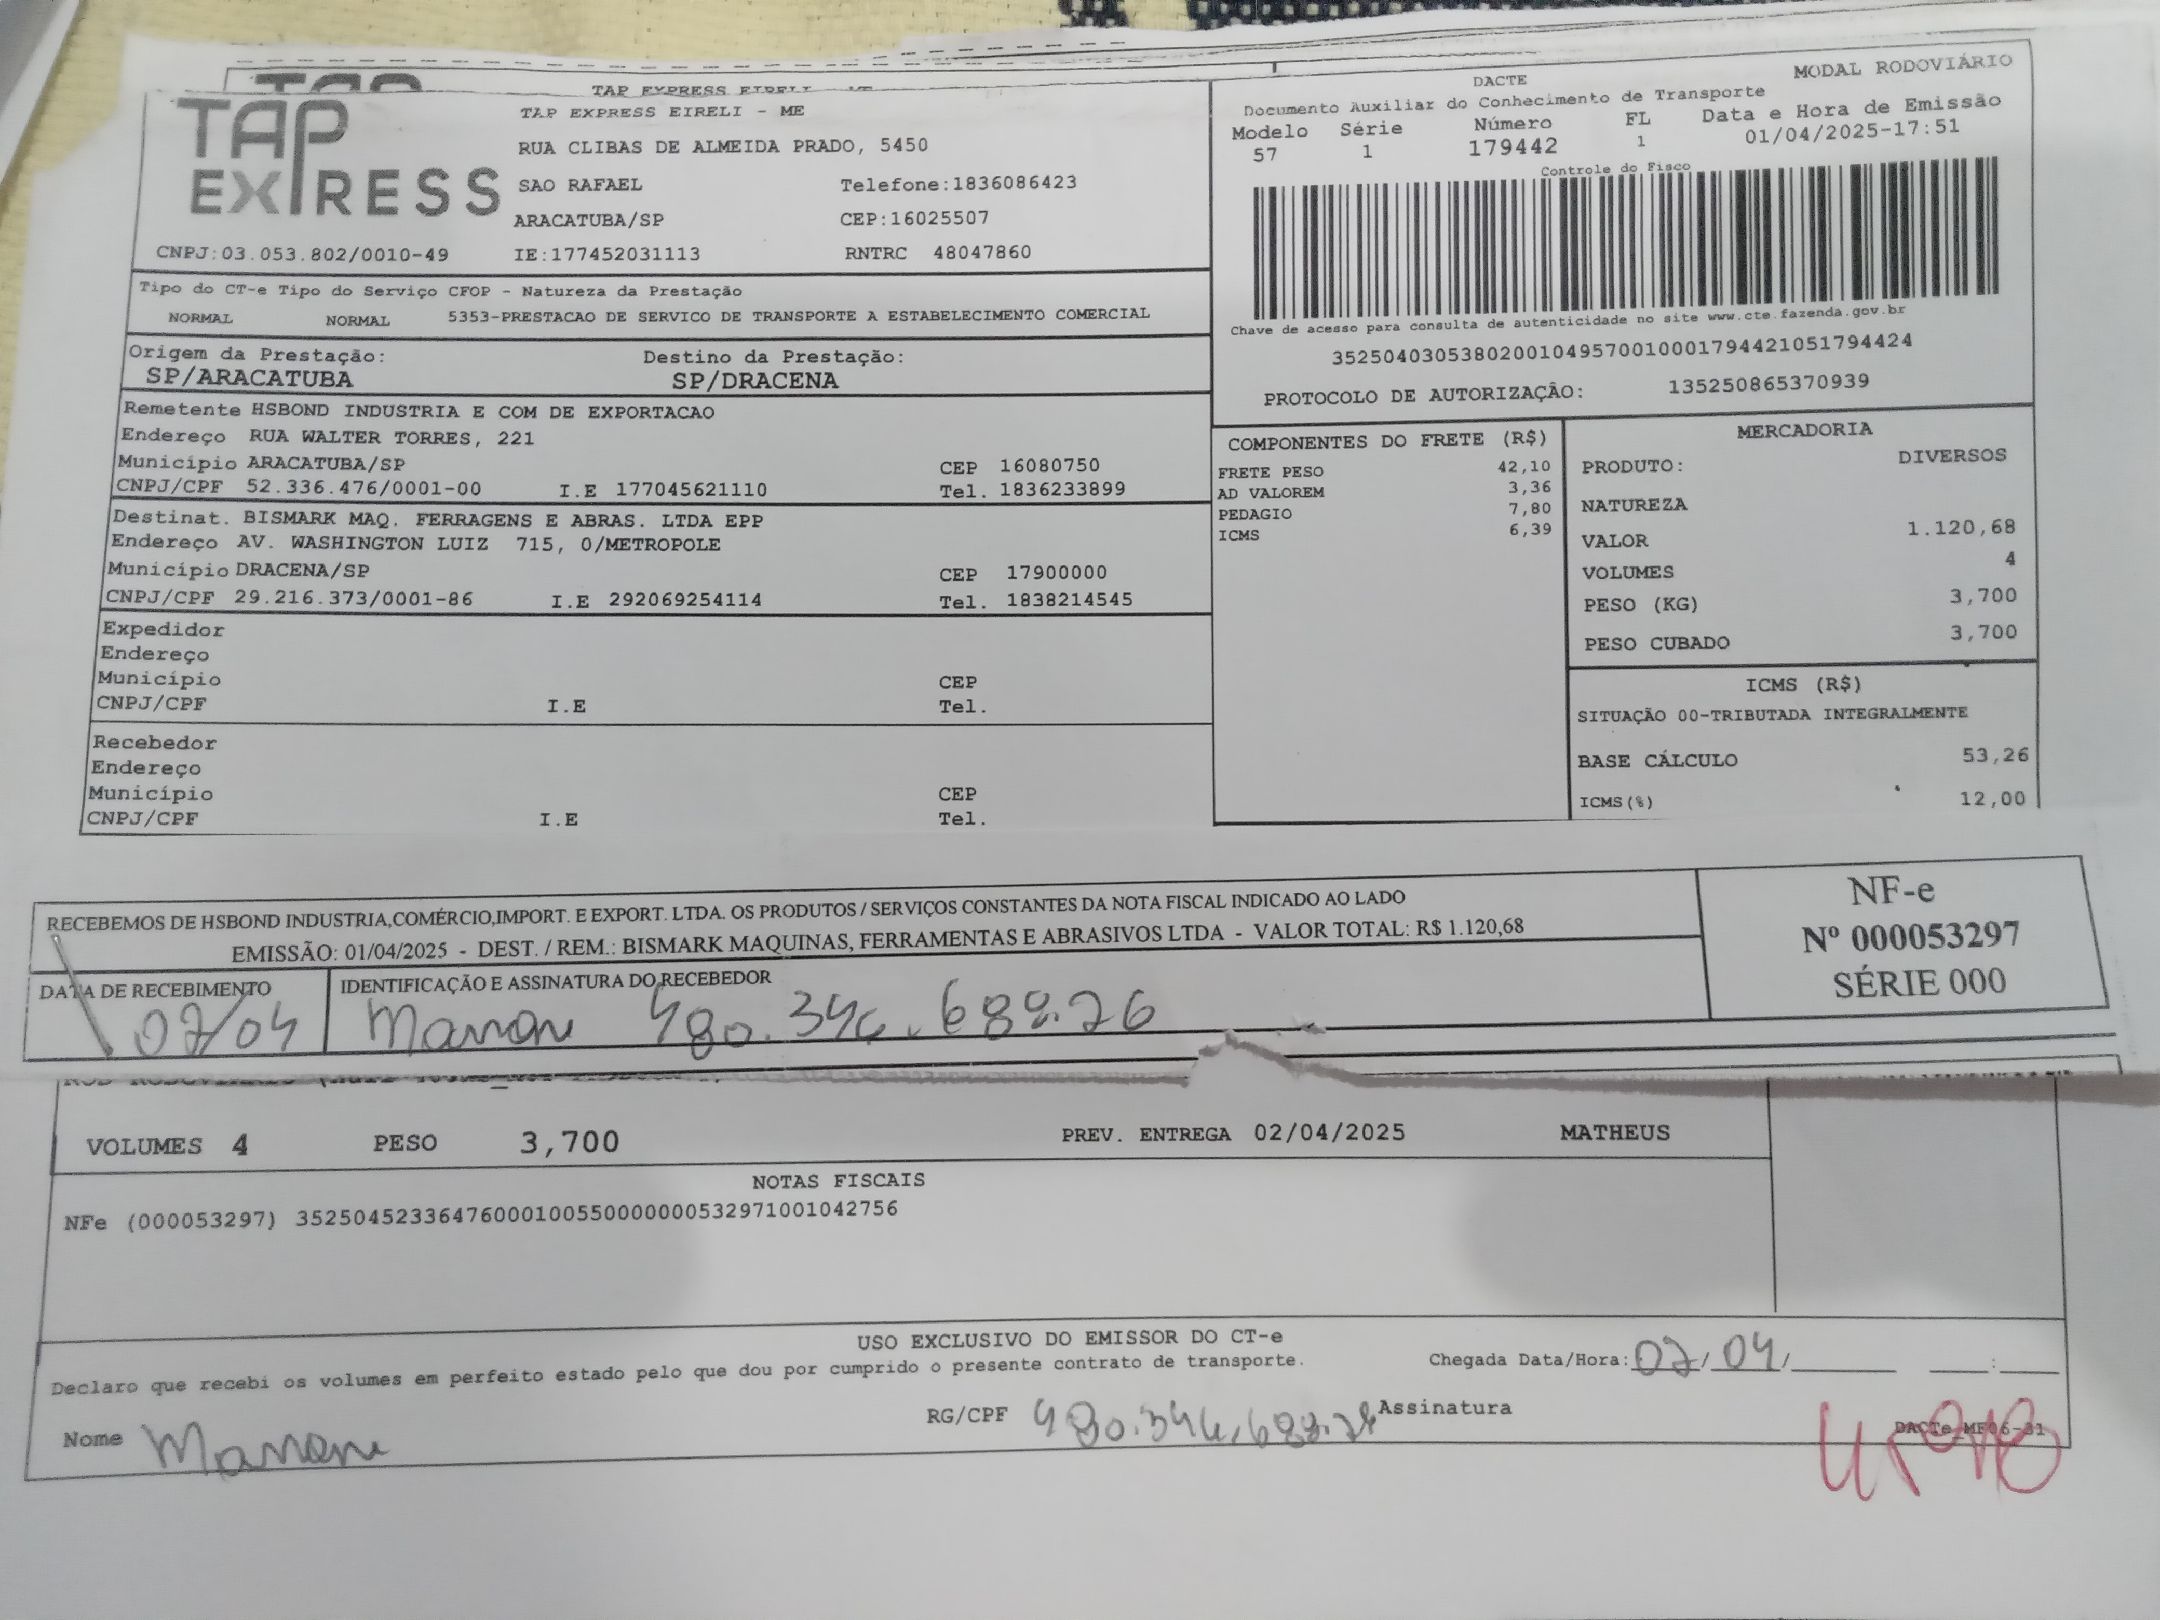 TAP EXPRESS EIRELI - ME
TAP EXPRESS
TAP EXPRESS EIRELI - ME
RUA CLIBAS DE ALMEIDA PRADO, 5450
SAO RAFAEL Telefone:1836086423
ARACATUBA/SP CEP:16025507
CNPJ:03.053.802/0010-49 IE:177452031113 RNTRC 48047860
DACTE MODAL RODOVIÁRIO
Documento Auxiliar do Conhecimento de Transporte
Modelo Série Número FL Data e Hora de Emissão
57 1 179442 1 01/04/2025-17:51
Controle do Fisco
Chave de acesso para consulta de autenticidade no site www.cte.fazenda.gov.br
35250403053802001049570010001794421051794424
PROTOCOLO DE AUTORIZAÇÃO: 135250865370939
Tipo do CT-e Tipo do Serviço CFOP - Natureza da Prestação
NORMAL NORMAL 5353-PRESTACAO DE SERVICO DE TRANSPORTE A ESTABELECIMENTO COMERCIAL
Origem da Prestação: Destino da Prestação:
SP/ARACATUBA SP/DRACENA
Remetente HSBOND INDUSTRIA E COM DE EXPORTACAO
Endereço RUA WALTER TORRES, 221
Município ARACATUBA/SP CEP 16080750
CNPJ/CPF 52.336.476/0001-00 I.E 177045621110 Tel. 1836233899
Destinat. BISMARK MAQ. FERRAGENS E ABRAS. LTDA EPP
Endereço AV. WASHINGTON LUIZ 715, 0/METROPOLE
Município DRACENA/SP CEP 17900000
CNPJ/CPF 29.216.373/0001-86 I.E 292069254114 Tel. 1838214545
Expedidor
Endereço
Município CEP
CNPJ/CPF I.E Tel.
Recebedor
Endereço
Município CEP
CNPJ/CPF I.E Tel.
COMPONENTES DO FRETE (R$)
FRETE PESO 42,10
AD VALOREM 3,36
PEDAGIO 7,80
ICMS 6,39
MERCADORIA
PRODUTO: DIVERSOS
NATUREZA
VALOR 1.120,68
VOLUMES 4
PESO (KG) 3,700
PESO CUBADO 3,700
ICMS (R$)
SITUAÇÃO 00-TRIBUTADA INTEGRALMENTE
BASE CÁLCULO 53,26
ICMS(%) 12,00
RECEBEMOS DE HSBOND INDUSTRIA,COMÉRCIO,IMPORT. E EXPORT. LTDA. OS PRODUTOS / SERVIÇOS CONSTANTES DA NOTA FISCAL INDICADO AO LADO
EMISSÃO: 01/04/2025 - DEST. / REM.: BISMARK MAQUINAS, FERRAMENTAS E ABRASIVOS LTDA - VALOR TOTAL: R$ 1.120,68
NF-e
Nº 000053297
SÉRIE 000
DATA DE RECEBIMENTO IDENTIFICAÇÃO E ASSINATURA DO RECEBEDOR
02/04
VOLUMES 4 PESO 3,700 PREV. ENTREGA 02/04/2025 MATHEUS
NOTAS FISCAIS
NFe (000053297) 35250452336476000100550000000532971001042756
USO EXCLUSIVO DO EMISSOR DO CT-e
Declaro que recebi os volumes em perfeito estado pelo que dou por cumprido o presente contrato de transporte. Chegada Data/Hora: 02/04/ :
Nome RG/CPF Assinatura